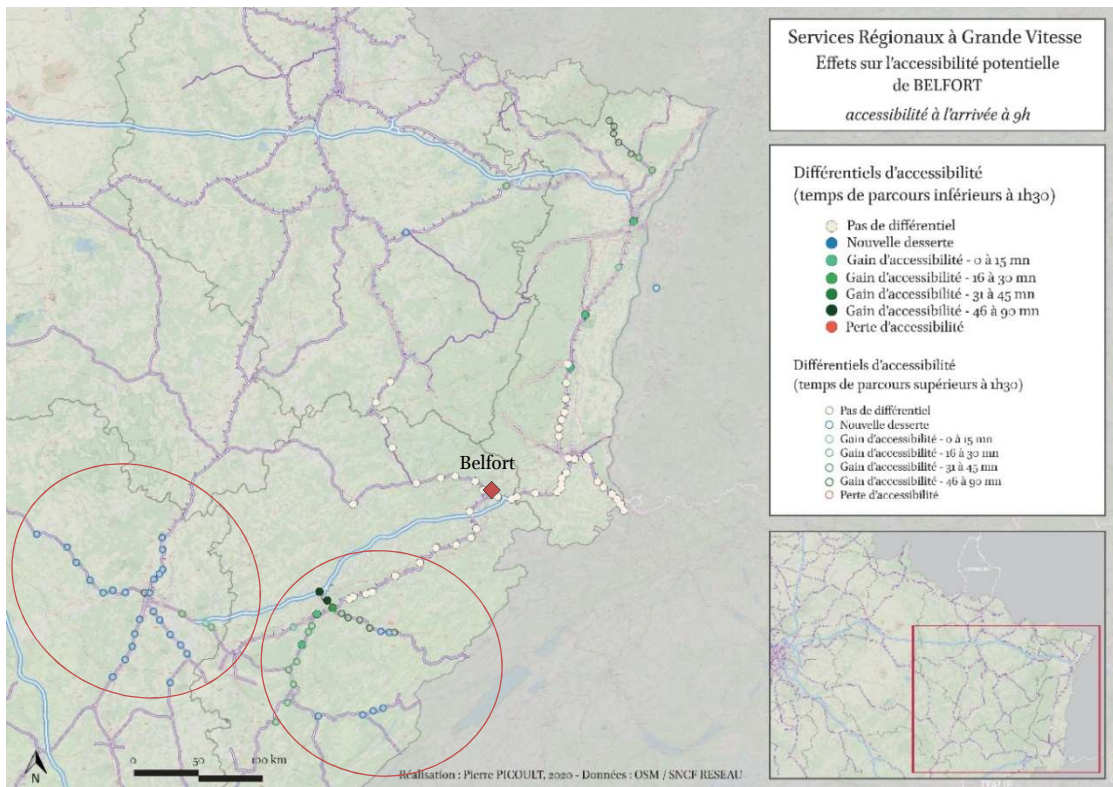 Services Régionaux à Grande Vitesse
Effets sur l'accessibilité potentielle
de BELFORT
accessibilité à l'arrivée à 9h
Différentiels d'accessibilité
(temps de parcours inférieurs à 1h30)
Pas de différentiel
Nouvelle desserte
Gain d'accessibilité - 0 à 15 mn
Gain d'accessibilité - 16 à 30 mn
Gain d'accessibilité - 31 à 45 mn
Gain d'accessibilité - 46 à 90 mn
Perte d'accessibilité
Différentiels d'accessibilité
(temps de parcours supérieurs à 1h30)
Pas de différentiel
Nouvelle desserte
Gain d'accessibilité - 0 à 15 mn
Gain d'accessibilité - 16 à 30 mn
Gain d'accessibilité - 31 à 45 mn
Gain d'accessibilité - 46 à 90 mn
Perte d'accessibilité
Belfort
0 50 100 km
N
Réalisation : Pierre PICOULT, 2020 - Données : OSM / SNCF RESEAU